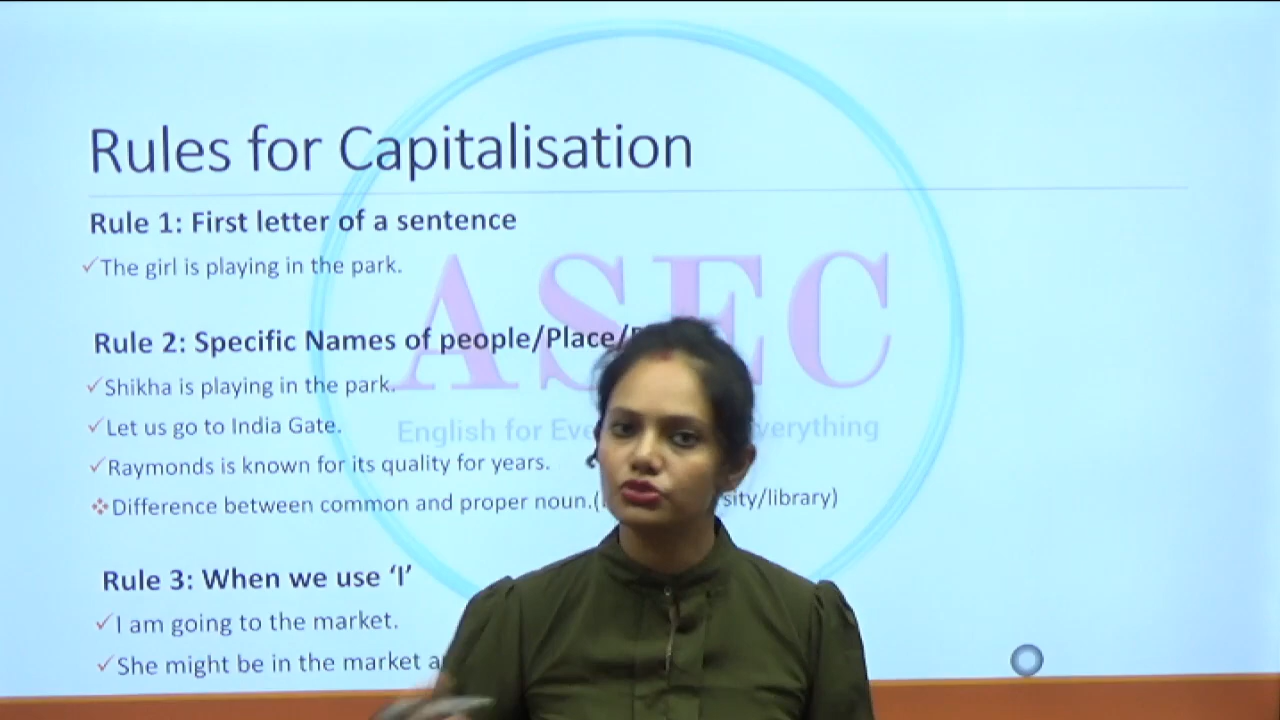 Rules for Capitalisation
Rule 1: First letter of a sentence
✓The girl is playing in the park.
ASEC
Rule 2: Specific Names of people/Place/
✓Shikha is playing in the park.
✓Let us go to India Gate.
English for
✓Raymonds is known for its quality for years.
❖Difference between common and proper noun.( /library)
Rule 3: When we use ‘I’
✓I am going to the market.
✓She might be in the market